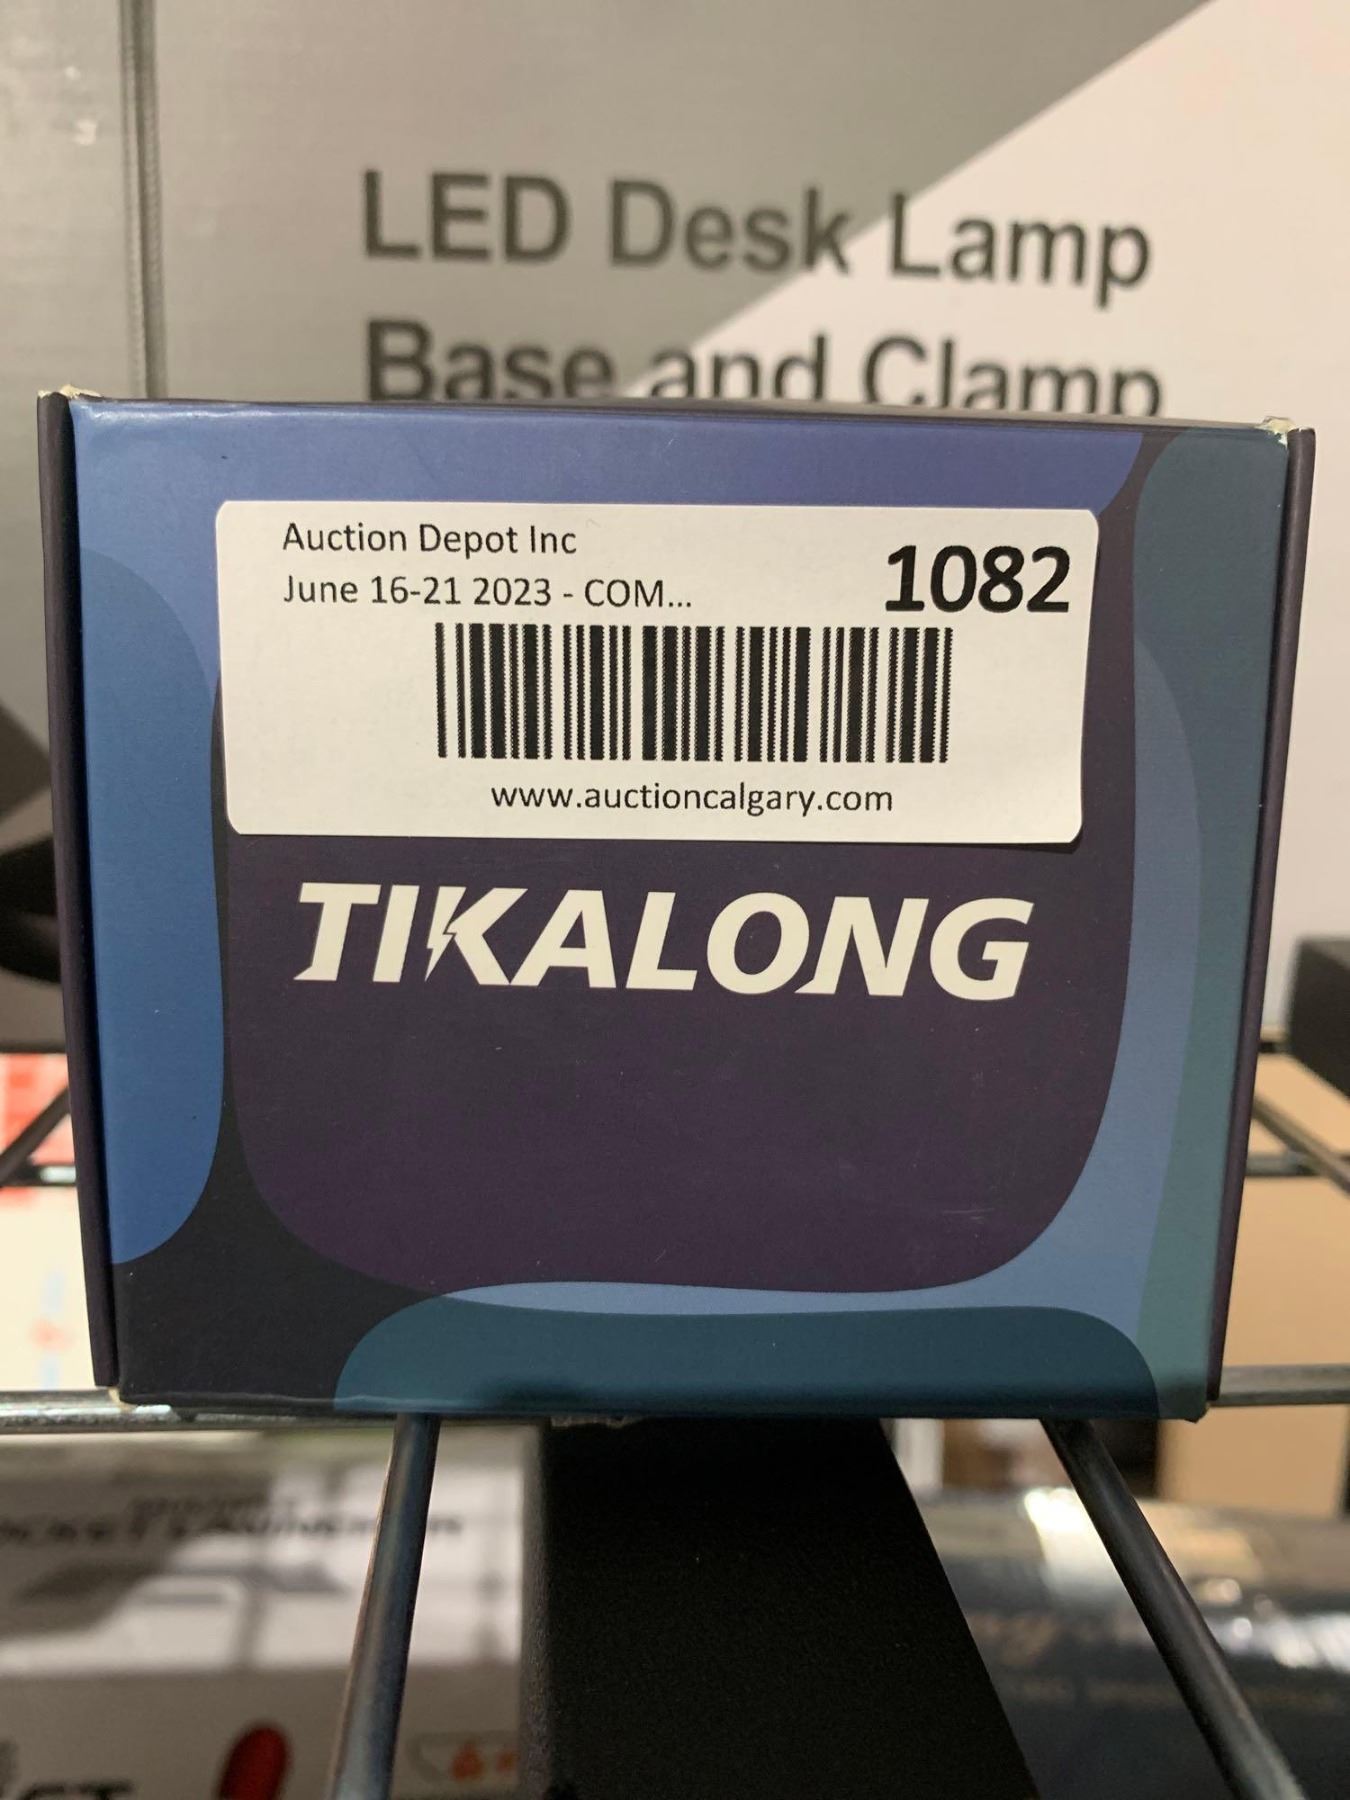 LED Desk Lamp
Base and Clamp
Auction Depot Inc
June 16-21 2023 - COM...
1082
www.auctioncalgary.com
TIKALONG